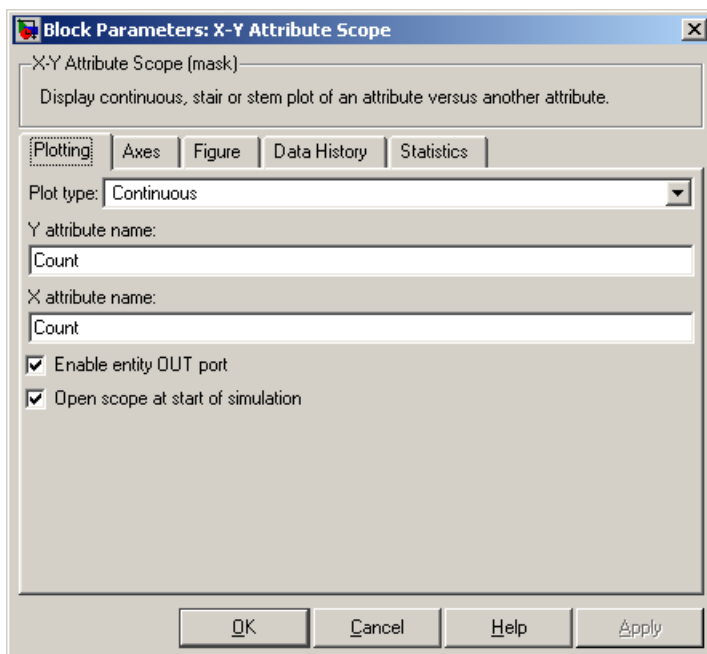 Block Parameters: X-Y Attribute Scope
X-Y Attribute Scope (mask)
Display continuous, stair or stem plot of an attribute versus another attribute.
Plotting Axes Figure Data History Statistics
Plot type: Continuous
Y attribute name:
Count
X attribute name:
Count
Enable entity OUT port
Open scope at start of simulation
OK Cancel Help Apply